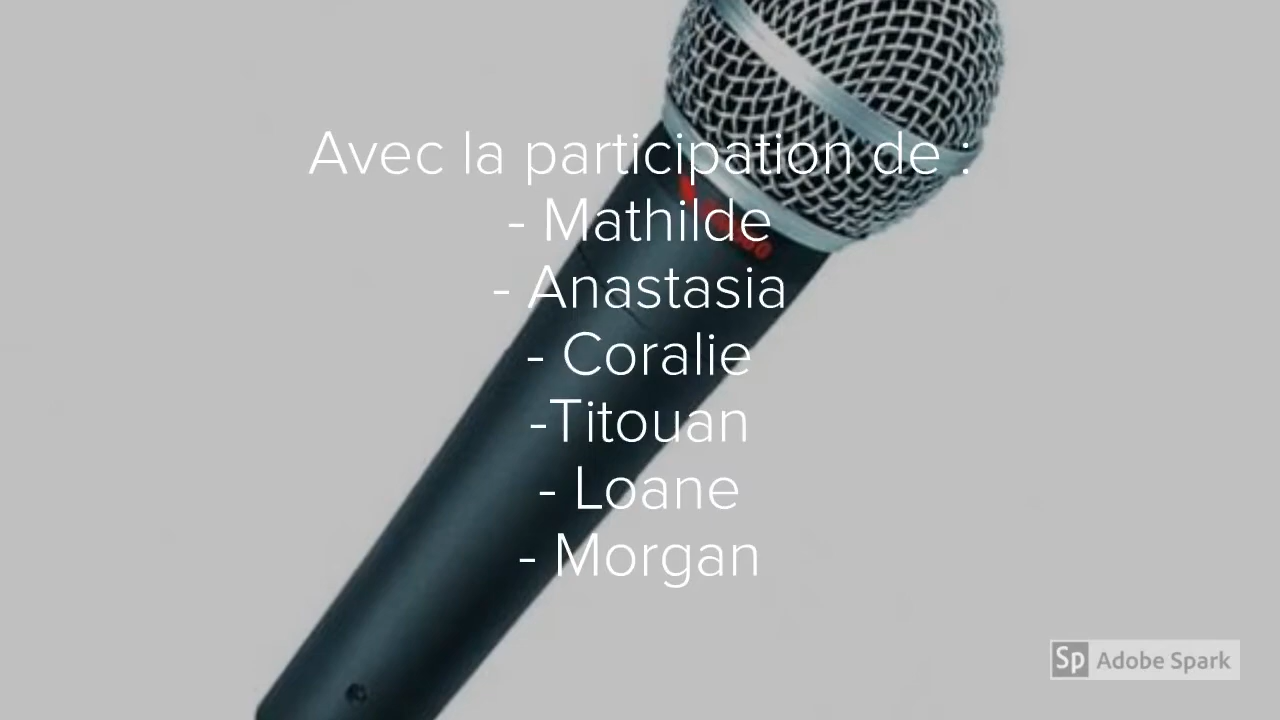 Avec la participation de :
- Mathilde
- Anastasia
- Coralie
-Titouan
- Loane
- Morgan
Sp Adobe Spark